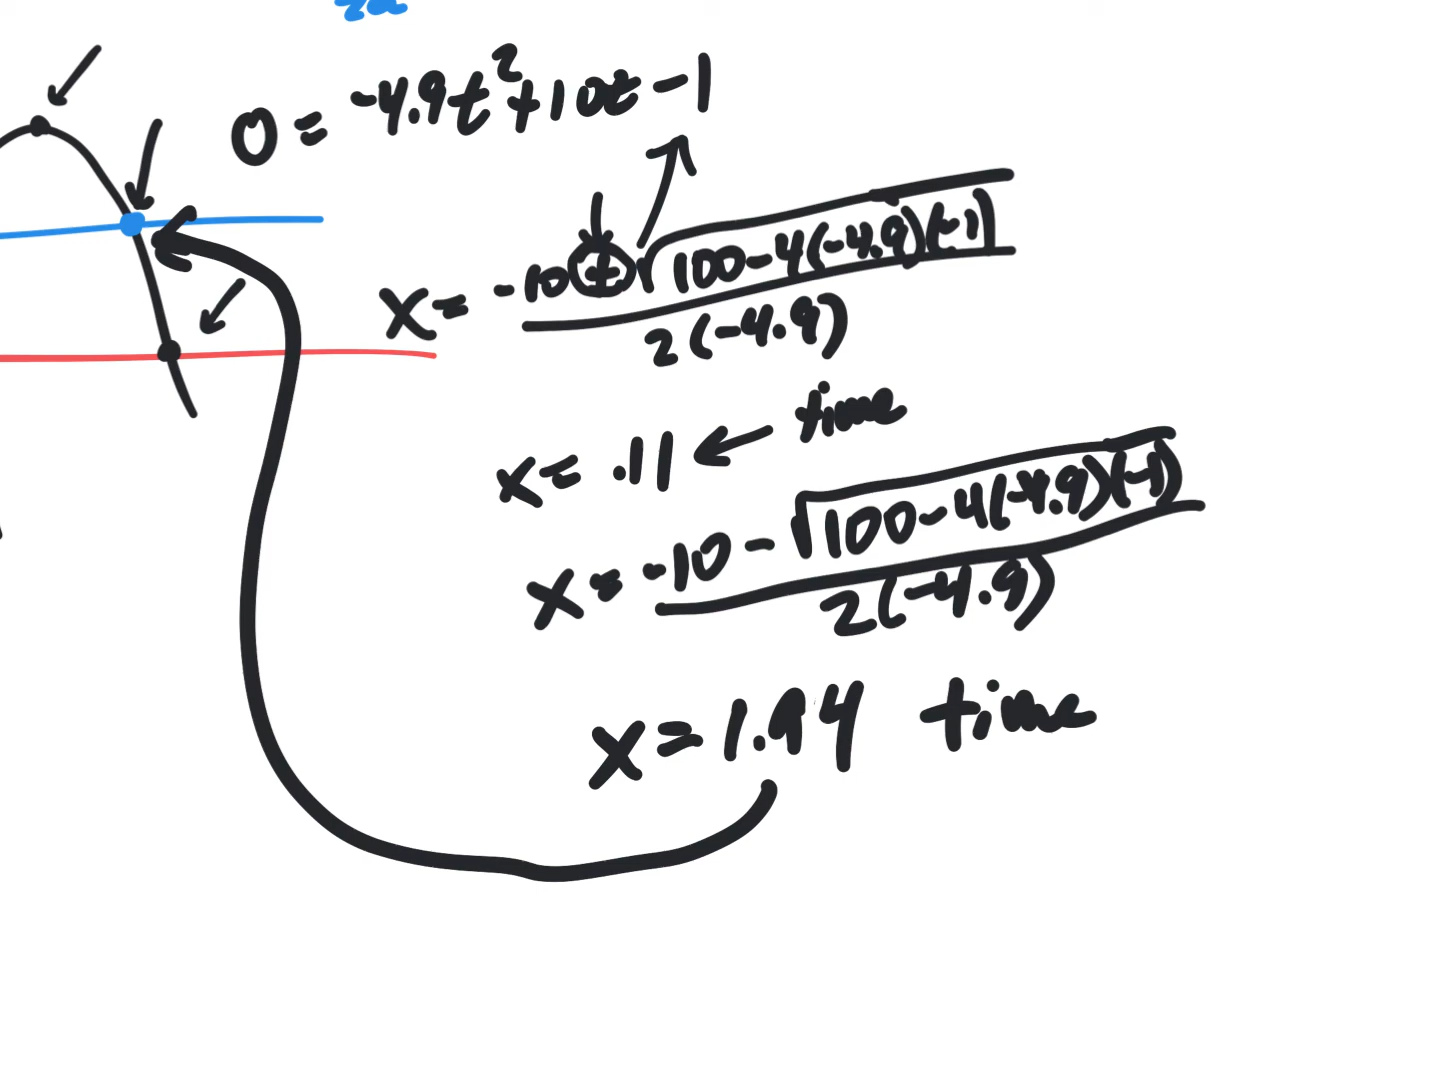 2a
0 = -4.9t²+10t-1
x= -10+√100-4(-4.9)(-1)
2(-4.9)
x= .11 ← time
x= -10-√100-4(-4.9)(-1)
2(-4.9)
x=1.94 time